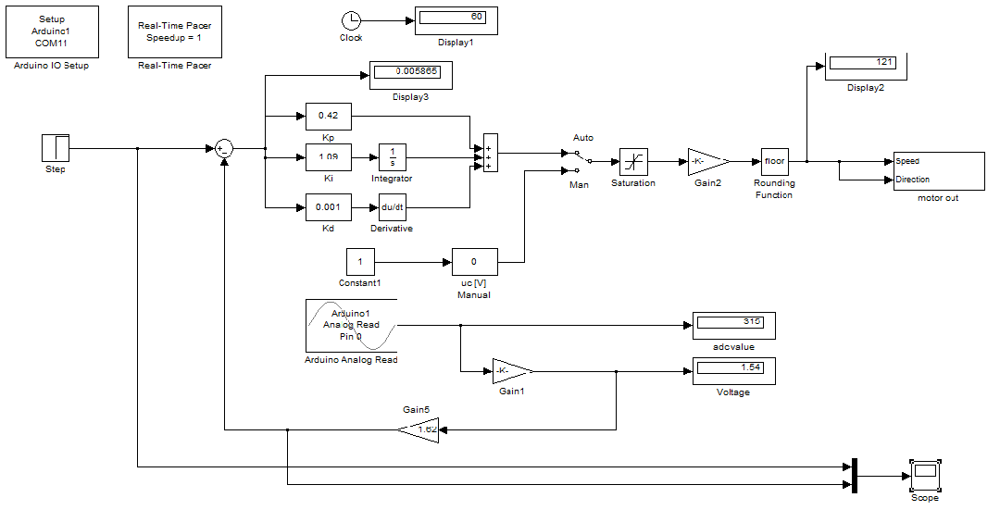 Setup
Arduino1
COM11
Arduino IO Setup
Real-Time Pacer
Speedup = 1
Real-Time Pacer
Clock
60
Display1
0.005865
Display3
0.42
Kp
1.09
Ki
1
s
Integrator
0.001
Kd
du/dt
Derivative
Step
+
−
+
+
+
Auto
Man
Saturation
-K-
Gain2
floor
Rounding
Function
121
Display2
Speed
Direction
motor out
1
Constant1
0
uc [V]
Manual
Arduino1
Analog Read
Pin 0
Arduino Analog Read
315
adcvalue
-K-
Gain1
1.54
Voltage
Gain5
1.62
Scope